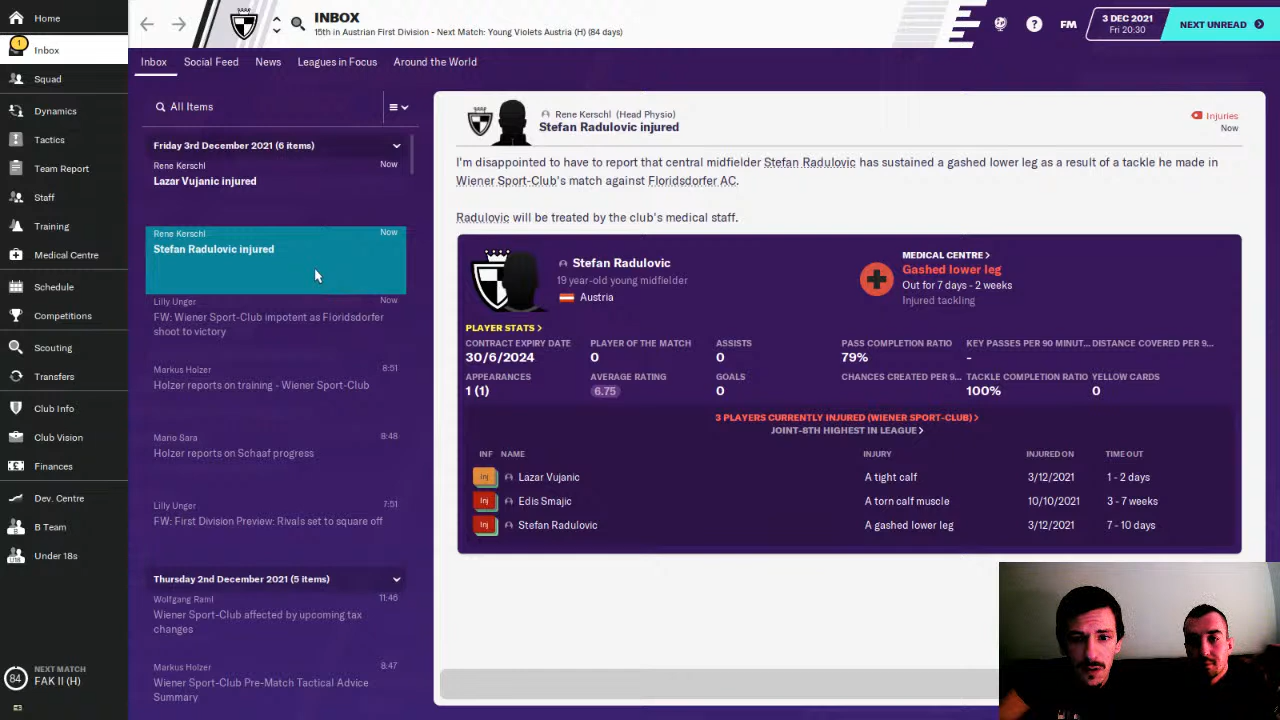 Home
INBOX
15th in Austrian First Division - Next Match: Young Violets Austria (H) (84 days)
FM
3 DEC 2021
Fri 20:30
NEXT UNREAD
1
Inbox
Squad
Dynamics
Tactics
Team Report
Staff
Training
Medical Centre
Schedule
Competitions
Scouting
Transfers
Club Info
Club Vision
Finances
Dev. Centre
B Team
Under 18s
84
NEXT MATCH
FAK II (H)
Inbox
Social Feed
News
Leagues in Focus
Around the World
All Items
Friday 3rd December 2021 (6 items)
Rene Kerschl
Now
Lazar Vujanic injured
Rene Kerschl
Now
Stefan Radulovic injured
Lilly Unger
Now
FW: Wiener Sport-Club impotent as Floridsdorfer
shoot to victory
Markus Holzer
8:51
Holzer reports on training - Wiener Sport-Club
Mario Sara
8:48
Holzer reports on Schaaf progress
Lilly Unger
7:51
FW: First Division Preview: Rivals set to square off
Thursday 2nd December 2021 (5 items)
Wolfgang Raml
11:46
Wiener Sport-Club affected by upcoming tax
changes
Markus Holzer
8:47
Wiener Sport-Club Pre-Match Tactical Advice
Summary
Rene Kerschl (Head Physio)
Stefan Radulovic injured
Injuries
Now
I'm disappointed to have to report that central midfielder Stefan Radulovic has sustained a gashed lower leg as a result of a tackle he made in
Wiener Sport-Club's match against Floridsdorfer AC.
Radulovic will be treated by the club's medical staff.
Stefan Radulovic
19 year-old young midfielder
Austria
MEDICAL CENTRE >
Gashed lower leg
Out for 7 days - 2 weeks
Injured tackling
PLAYER STATS >
CONTRACT EXPIRY DATE
30/6/2024
PLAYER OF THE MATCH
0
ASSISTS
0
PASS COMPLETION RATIO
79%
KEY PASSES PER 90 MINUT...
-
DISTANCE COVERED PER 9...
APPEARANCES
1 (1)
AVERAGE RATING
6.75
GOALS
0
CHANCES CREATED PER 9...
TACKLE COMPLETION RATIO
100%
YELLOW CARDS
0
3 PLAYERS CURRENTLY INJURED (WIENER SPORT-CLUB) >
JOINT-8TH HIGHEST IN LEAGUE >
INF NAME INJURY INJURED ON TIME OUT
Inj Lazar Vujanic A tight calf 3/12/2021 1 - 2 days
Inj Edis Smajic A torn calf muscle 10/10/2021 3 - 7 weeks
Inj Stefan Radulovic A gashed lower leg 3/12/2021 7 - 10 days